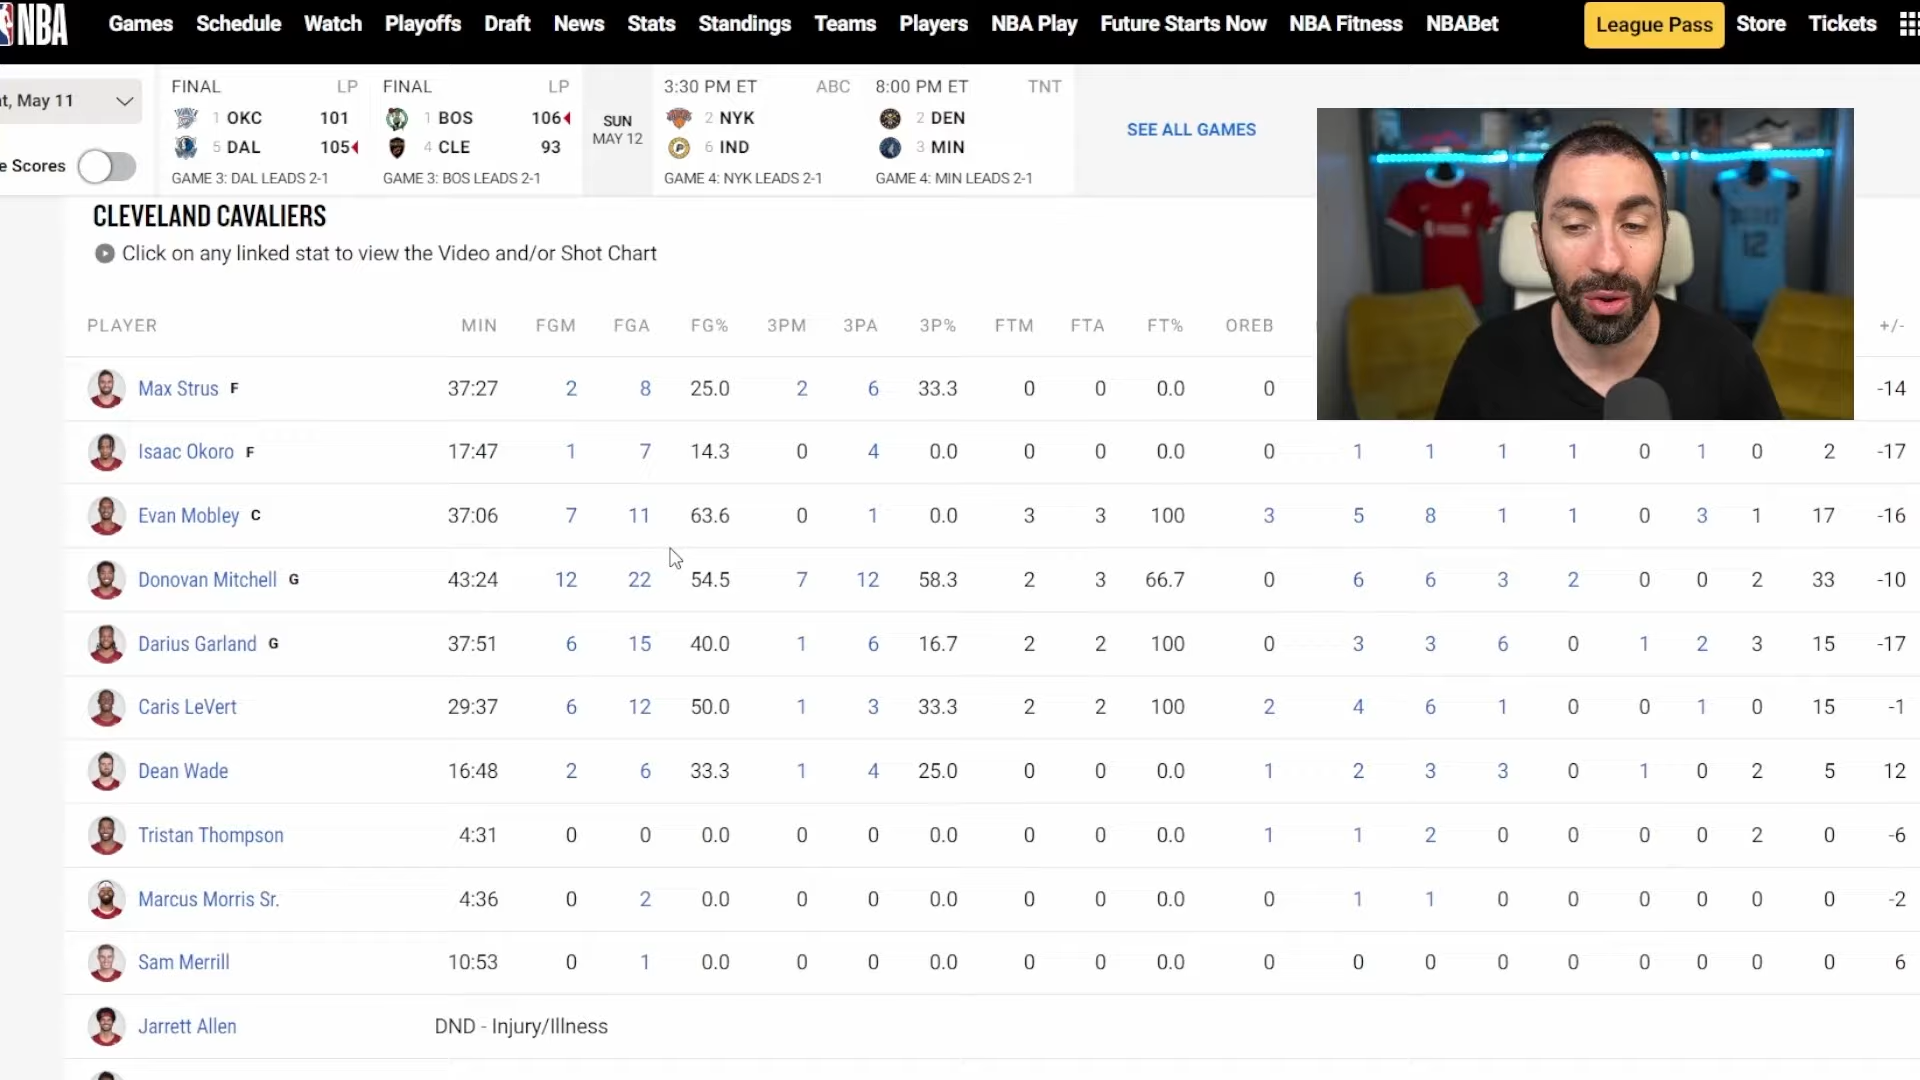 NBA Games Schedule Watch Playoffs Draft News Stats Standings Teams Players NBA Play Future Starts Now NBA Fitness NBABet League Pass Store Tickets
t, May 11
e Scores
FINAL LP
1 OKC 101
5 DAL 105
GAME 3: DAL LEADS 2-1
FINAL LP
1 BOS 106
4 CLE 93
GAME 3: BOS LEADS 2-1
SUN
MAY 12
3:30 PM ET ABC
2 NYK
6 IND
GAME 4: NYK LEADS 2-1
8:00 PM ET TNT
2 DEN
3 MIN
GAME 4: MIN LEADS 2-1
SEE ALL GAMES
CLEVELAND CAVALIERS
Click on any linked stat to view the Video and/or Shot Chart
PLAYER MIN FGM FGA FG% 3PM 3PA 3P% FTM FTA FT% OREB +/-
Max Strus F 37:27 2 8 25.0 2 6 33.3 0 0 0.0 0 -14
Isaac Okoro F 17:47 1 7 14.3 0 4 0.0 0 0 0.0 0 1 1 1 1 0 1 0 2 -17
Evan Mobley C 37:06 7 11 63.6 0 1 0.0 3 3 100 3 5 8 1 1 0 3 1 17 -16
Donovan Mitchell G 43:24 12 22 54.5 7 12 58.3 2 3 66.7 0 6 6 3 2 0 0 2 33 -10
Darius Garland G 37:51 6 15 40.0 1 6 16.7 2 2 100 0 3 3 6 0 1 2 3 15 -17
Caris LeVert 29:37 6 12 50.0 1 3 33.3 2 2 100 2 4 6 1 0 0 1 0 15 -1
Dean Wade 16:48 2 6 33.3 1 4 25.0 0 0 0.0 1 2 3 3 0 1 0 2 5 12
Tristan Thompson 4:31 0 0 0.0 0 0 0.0 0 0 0.0 1 1 2 0 0 0 0 2 0 -6
Marcus Morris Sr. 4:36 0 2 0.0 0 0 0.0 0 0 0.0 0 1 1 0 0 0 0 0 0 -2
Sam Merrill 10:53 0 1 0.0 0 0 0.0 0 0 0.0 0 0 0 0 0 0 0 0 0 6
Jarrett Allen DND - Injury/Illness
12